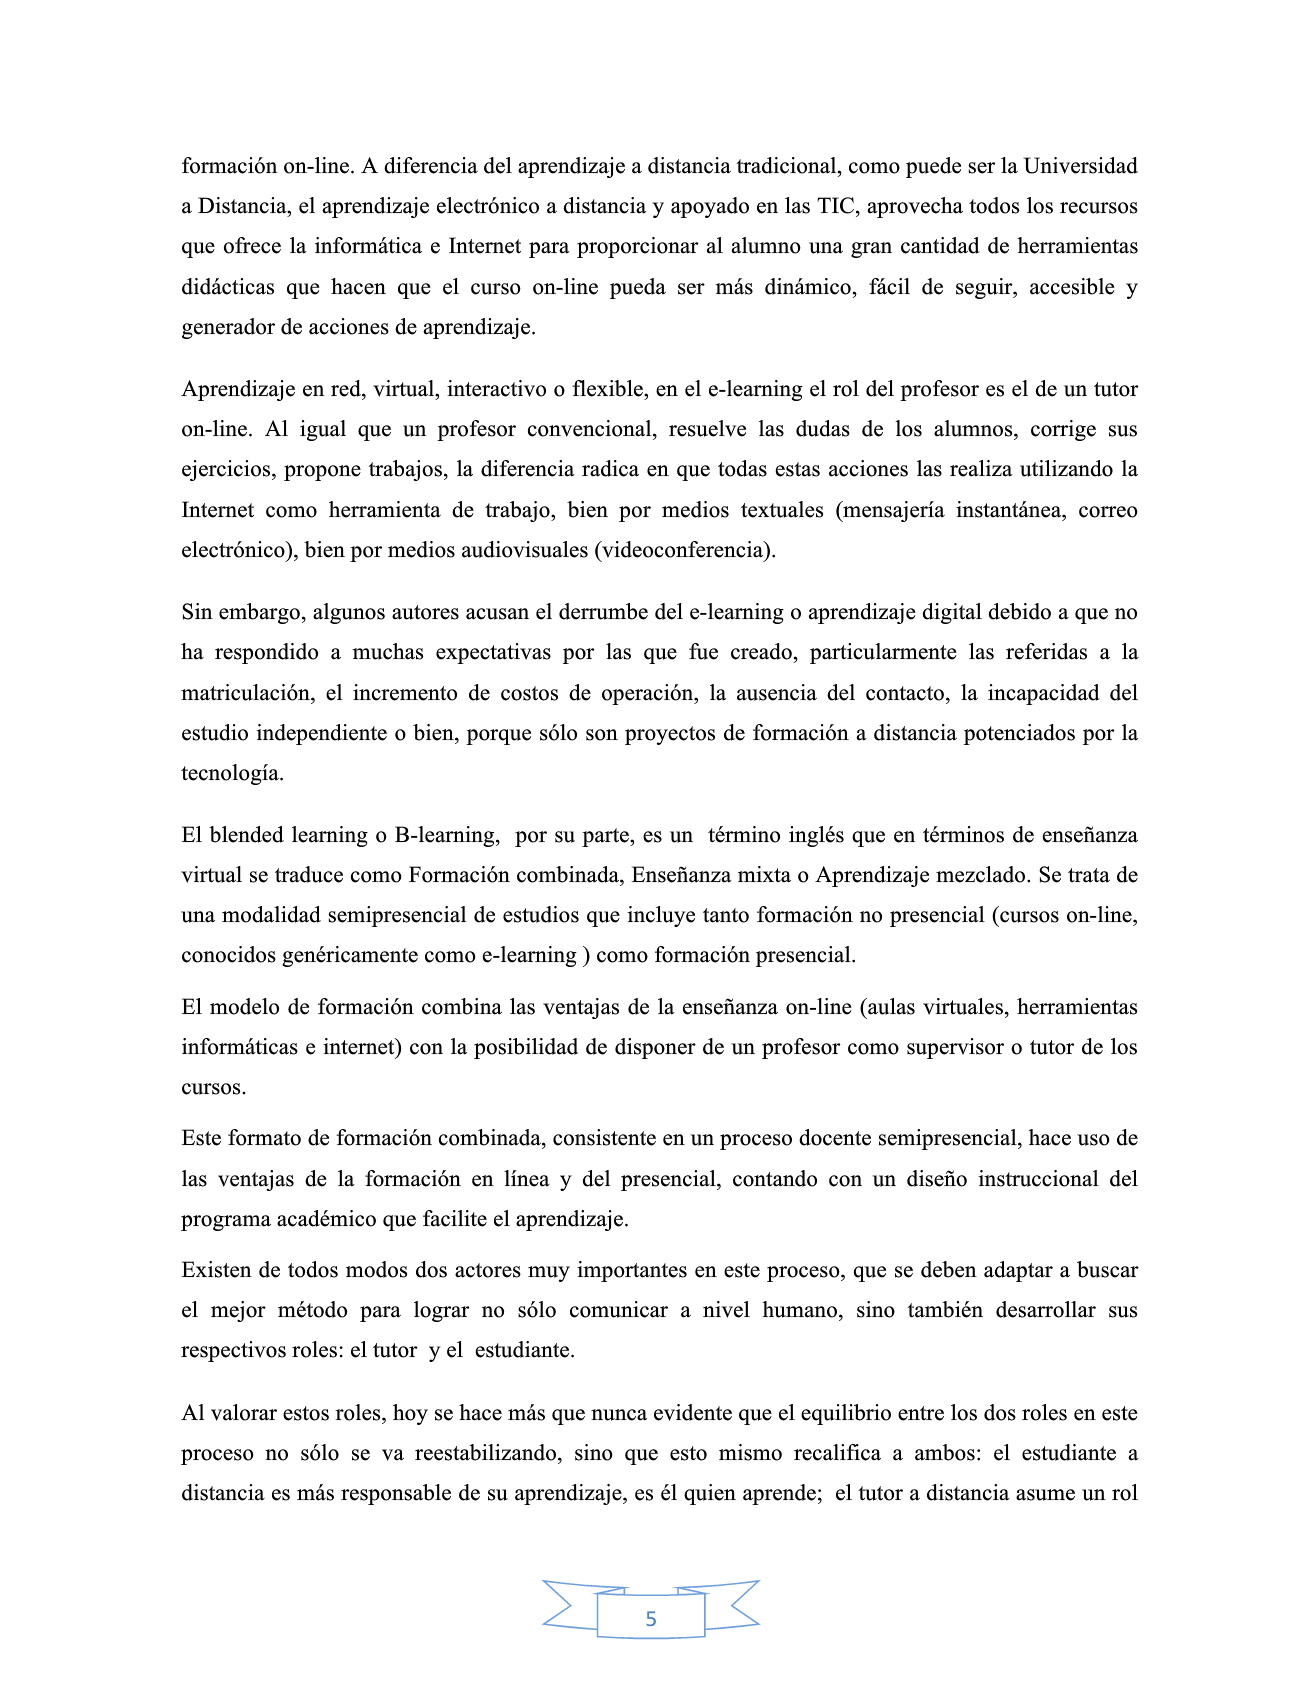 formación on-line. A diferencia del aprendizaje a distancia tradicional, como puede ser la Universidad
a Distancia, el aprendizaje electrónico a distancia y apoyado en las TIC, aprovecha todos los recursos
que ofrece la informática e Internet para proporcionar al alumno una gran cantidad de herramientas
didácticas que hacen que el curso on-line pueda ser más dinámico, fácil de seguir, accesible y
generador de acciones de aprendizaje.
Aprendizaje en red, virtual, interactivo o flexible, en el e-learning el rol del profesor es el de un tutor
on-line. Al igual que un profesor convencional, resuelve las dudas de los alumnos, corrige sus
ejercicios, propone trabajos, la diferencia radica en que todas estas acciones las realiza utilizando la
Internet como herramienta de trabajo, bien por medios textuales (mensajería instantánea, correo
electrónico), bien por medios audiovisuales (videoconferencia).
Sin embargo, algunos autores acusan el derrumbe del e-learning o aprendizaje digital debido a que no
ha respondido a muchas expectativas por las que fue creado, particularmente las referidas a la
matriculación, el incremento de costos de operación, la ausencia del contacto, la incapacidad del
estudio independiente o bien, porque sólo son proyectos de formación a distancia potenciados por la
tecnología.
El blended learning o B-learning,  por su parte, es un  término inglés que en términos de enseñanza
virtual se traduce como Formación combinada, Enseñanza mixta o Aprendizaje mezclado. Se trata de
una modalidad semipresencial de estudios que incluye tanto formación no presencial (cursos on-line,
conocidos genéricamente como e-learning ) como formación presencial.
El modelo de formación combina las ventajas de la enseñanza on-line (aulas virtuales, herramientas
informáticas e internet) con la posibilidad de disponer de un profesor como supervisor o tutor de los
cursos.
Este formato de formación combinada, consistente en un proceso docente semipresencial, hace uso de
las ventajas de la formación en línea y del presencial, contando con un diseño instruccional del
programa académico que facilite el aprendizaje.
Existen de todos modos dos actores muy importantes en este proceso, que se deben adaptar a buscar
el mejor método para lograr no sólo comunicar a nivel humano, sino también desarrollar sus
respectivos roles: el tutor  y el  estudiante.
Al valorar estos roles, hoy se hace más que nunca evidente que el equilibrio entre los dos roles en este
proceso no sólo se va reestabilizando, sino que esto mismo recalifica a ambos: el estudiante a
distancia es más responsable de su aprendizaje, es él quien aprende;  el tutor a distancia asume un rol
5